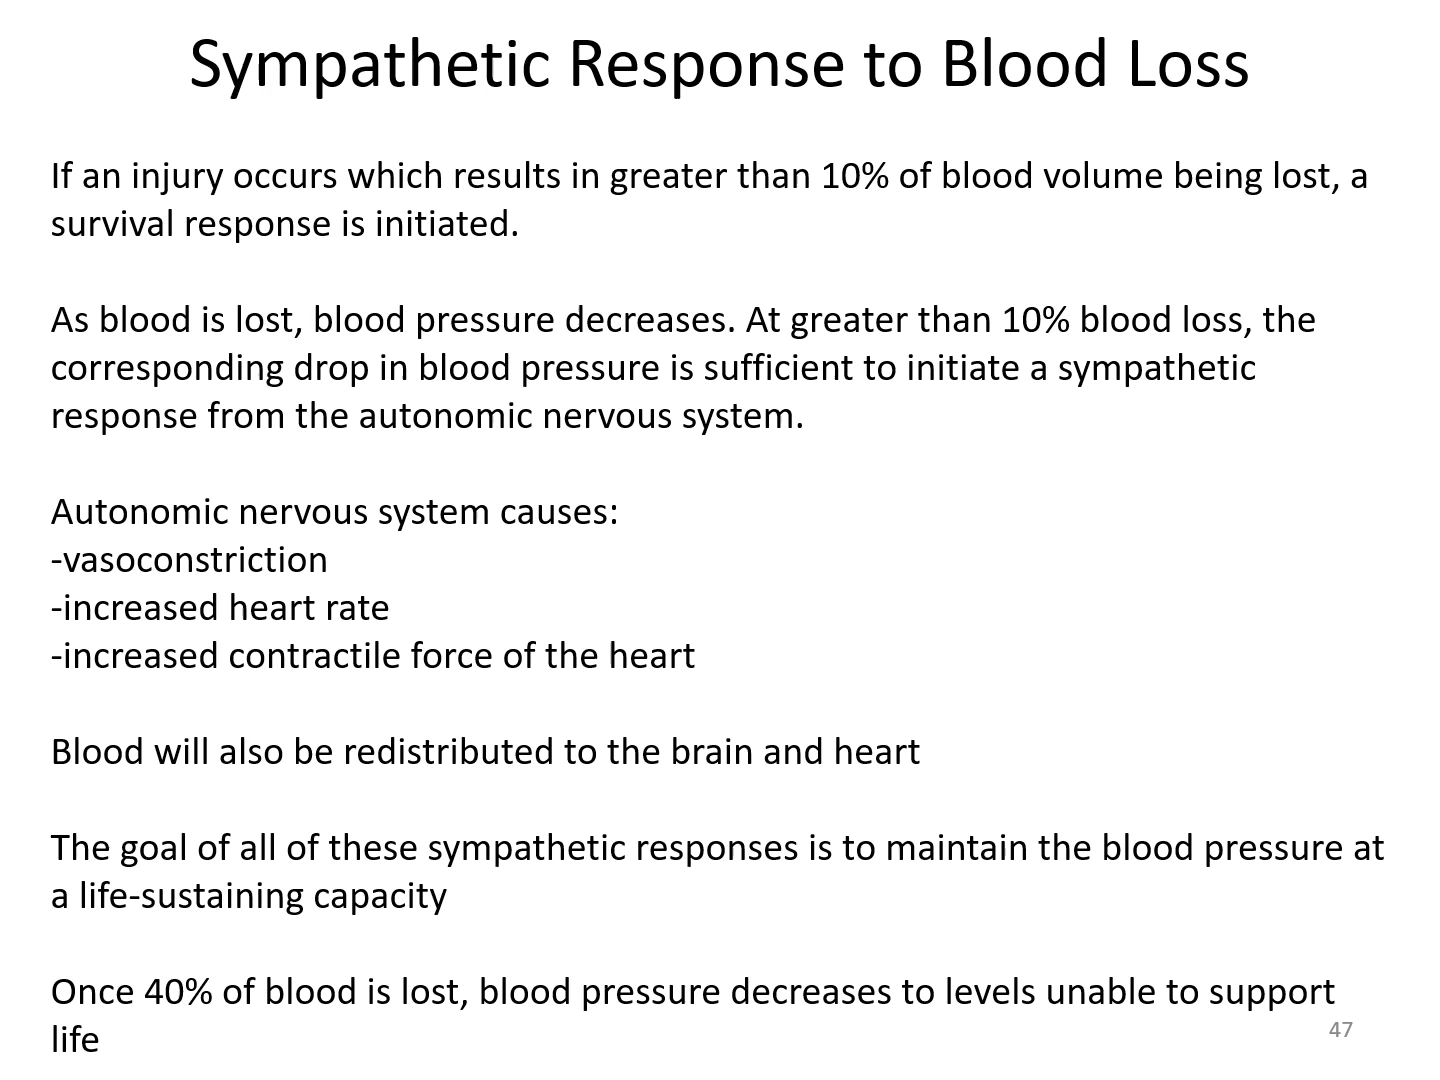 Sympathetic Response to Blood Loss
If an injury occurs which results in greater than 10% of blood volume being lost, a
survival response is initiated.
As blood is lost, blood pressure decreases. At greater than 10% blood loss, the
corresponding drop in blood pressure is sufficient to initiate a sympathetic
response from the autonomic nervous system.
Autonomic nervous system causes:
-vasoconstriction
-increased heart rate
-increased contractile force of the heart
Blood will also be redistributed to the brain and heart
The goal of all of these sympathetic responses is to maintain the blood pressure at
a life-sustaining capacity
Once 40% of blood is lost, blood pressure decreases to levels unable to support
life
47